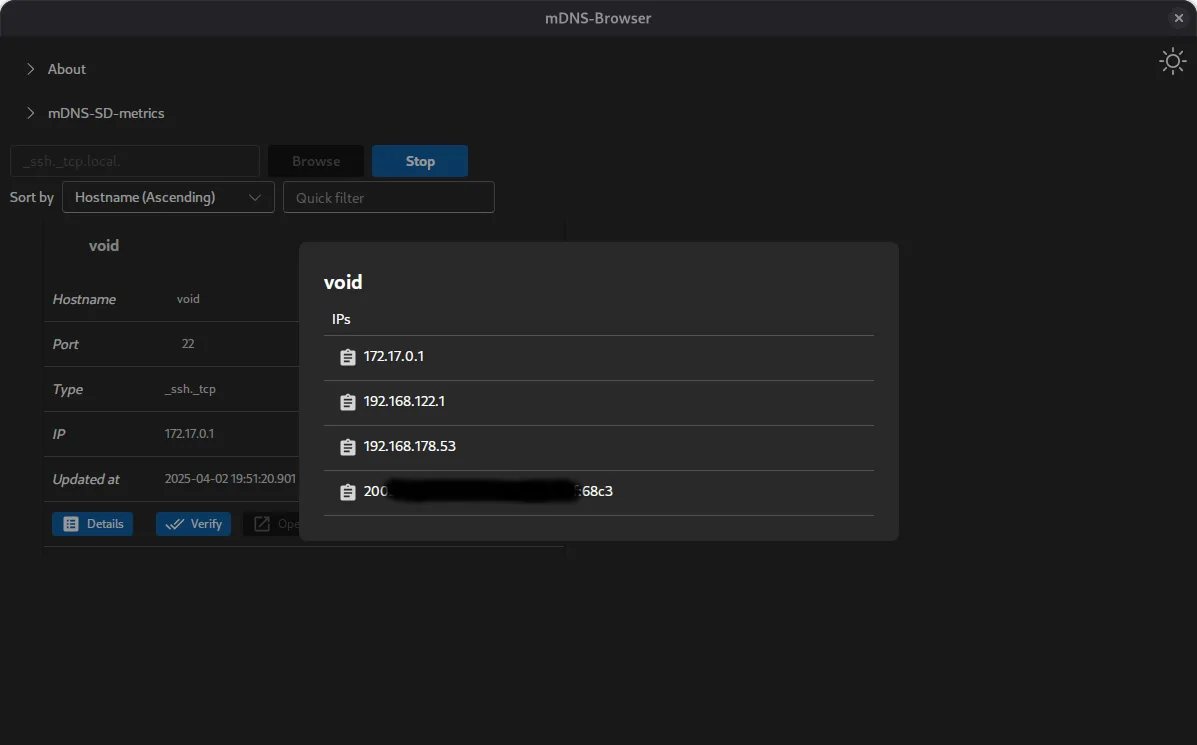 mDNS-Browser
About
mDNS-SD-metrics
_ssh._tcp.local. Browse Stop
Sort by Hostname (Ascending) Quick filter
void
Hostname void
Port 22
Type _ssh._tcp
IP 172.17.0.1
Updated at 2025-04-02 19:51:20.901
Details Verify
void
IPs
172.17.0.1
192.168.122.1
192.168.178.53
200 :68c3